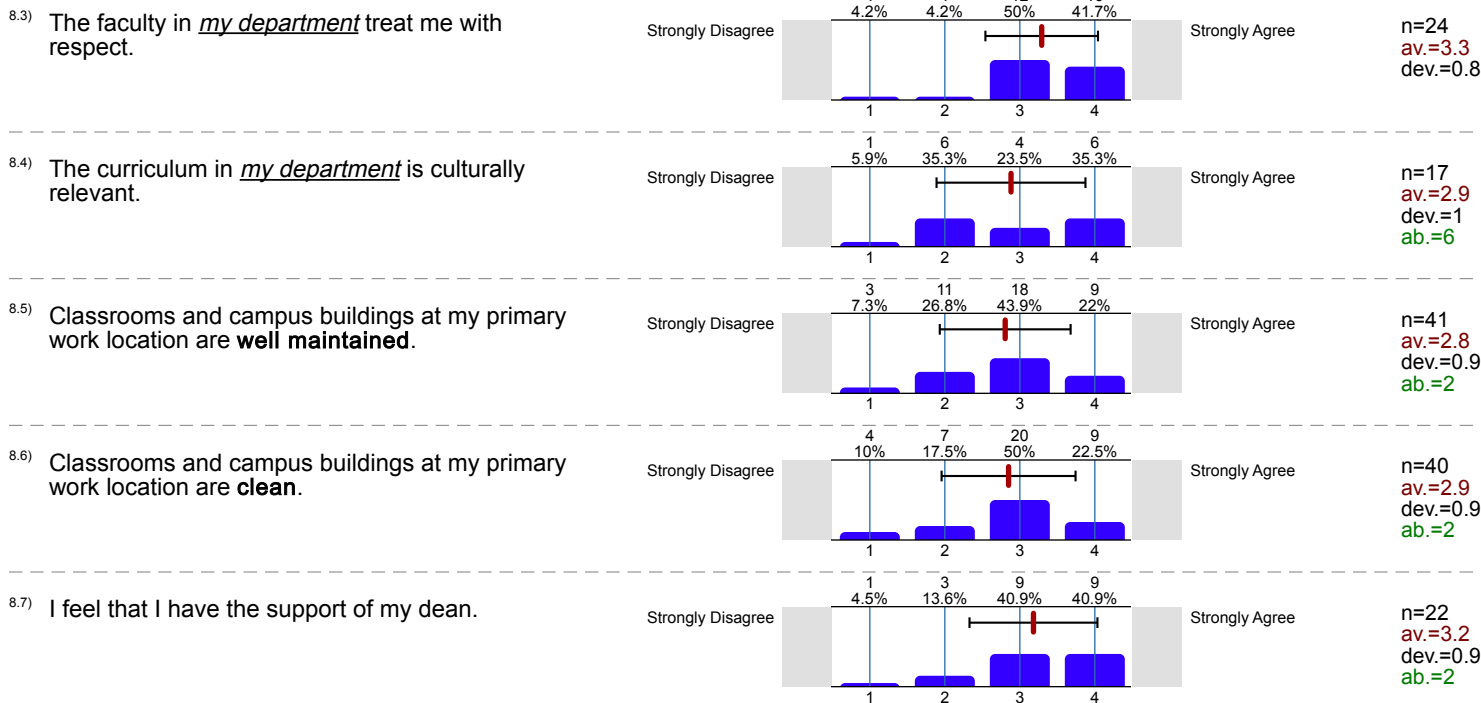 8.3) The faculty in my department treat me with
respect.
Strongly Disagree
4.2% 4.2% 50% 41.7%
Strongly Agree
n=24
av.=3.3
dev.=0.8
1 2 3 4
8.4) The curriculum in my department is culturally
relevant.
Strongly Disagree
1 6 4 6
5.9% 35.3% 23.5% 35.3%
Strongly Agree
n=17
av.=2.9
dev.=1
ab.=6
1 2 3 4
8.5) Classrooms and campus buildings at my primary
work location are well maintained.
Strongly Disagree
3 11 18 9
7.3% 26.8% 43.9% 22%
Strongly Agree
n=41
av.=2.8
dev.=0.9
ab.=2
1 2 3 4
8.6) Classrooms and campus buildings at my primary
work location are clean.
Strongly Disagree
4 7 20 9
10% 17.5% 50% 22.5%
Strongly Agree
n=40
av.=2.9
dev.=0.9
ab.=2
1 2 3 4
8.7) I feel that I have the support of my dean.
Strongly Disagree
1 3 9 9
4.5% 13.6% 40.9% 40.9%
Strongly Agree
n=22
av.=3.2
dev.=0.9
ab.=2
1 2 3 4